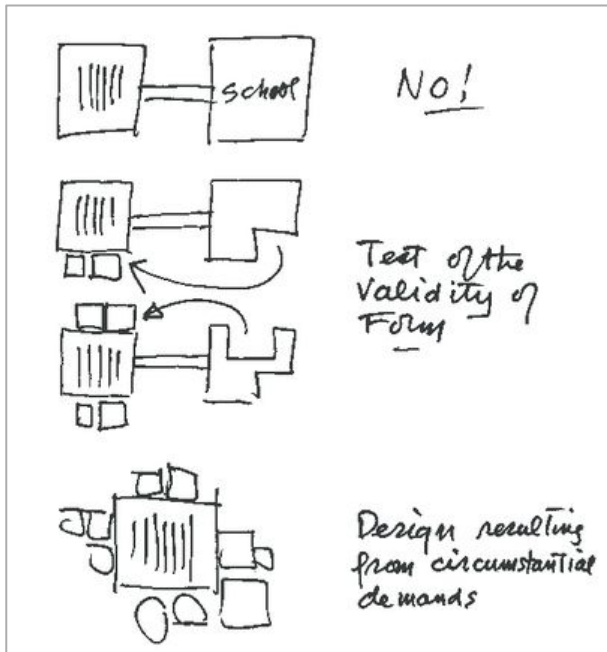 School
NO!
Test of the
Validity of
Form
Design resulting
from circumstantial
demands